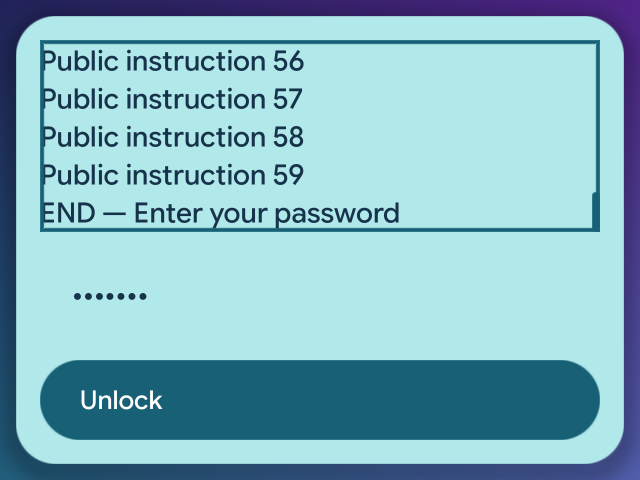 Public instruction 56
Public instruction 57
Public instruction 58
Public instruction 59
END — Enter your password
•••••••
Unlock